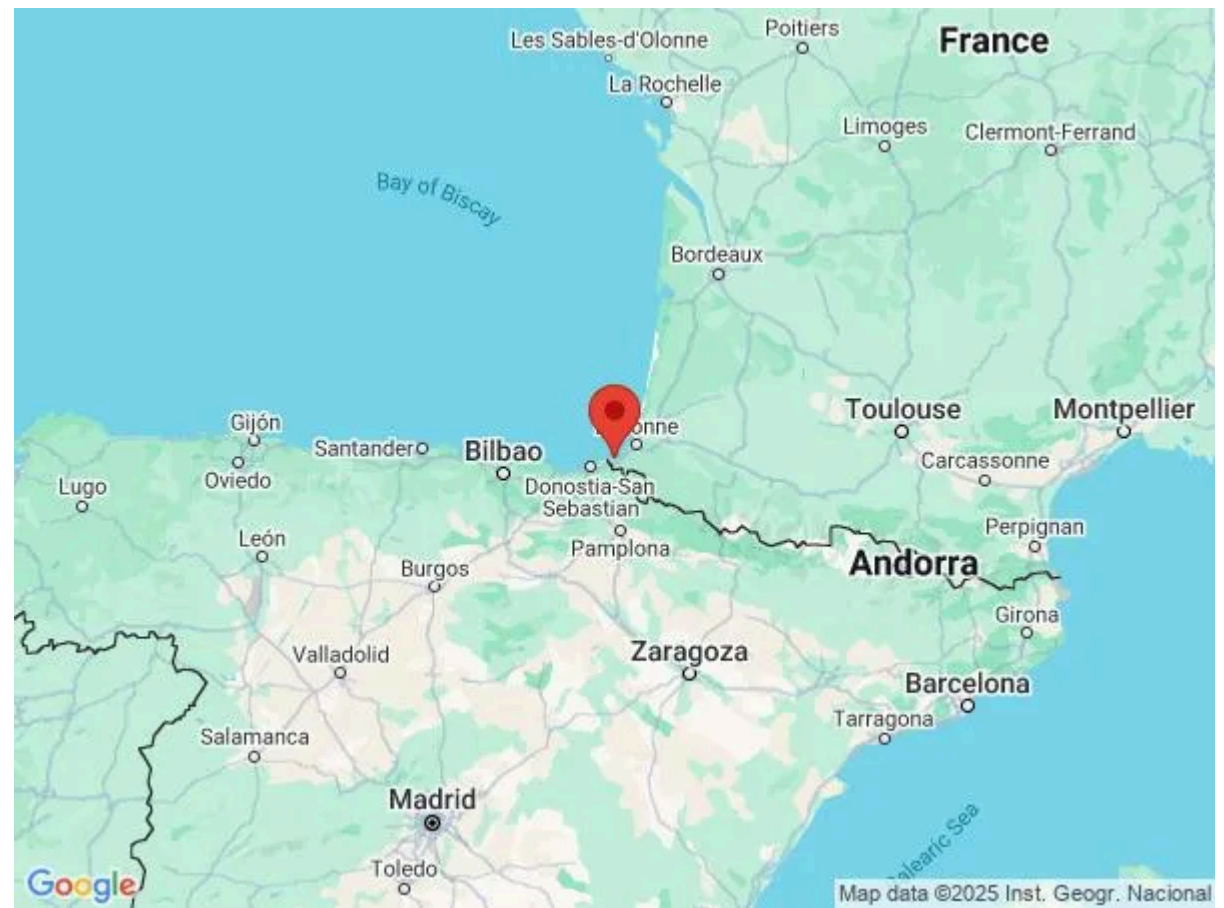 Les Sables-d'Olonne
Poitiers
France
La Rochelle
Limoges
Clermont-Ferrand
Bay of Biscay
Bordeaux
Toulouse
Montpellier
Gijón
Santander
Bilbao
Oviedo
Lugo
Donostia-San
Sebastian
Carcassonne
Perpignan
León
Pamplona
Andorra
Burgos
Girona
Valladolid
Zaragoza
Barcelona
Tarragona
Salamanca
Madrid
Toledo
Sea
Google
Map data ©2025 Inst. Geogr. Nacional